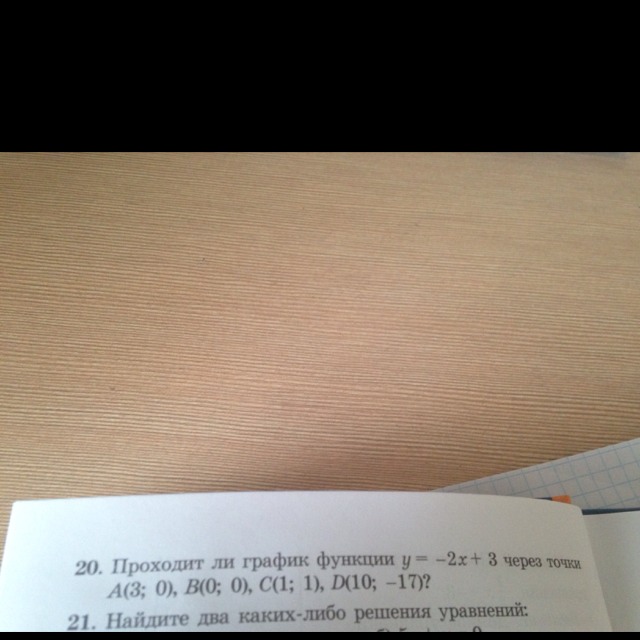 20. Проходит ли график функции y = −2x + 3 через точки
A(3; 0), B(0; 0), C(1; 1), D(10; −17)?
21. Найдите два каких-либо решения уравнений: